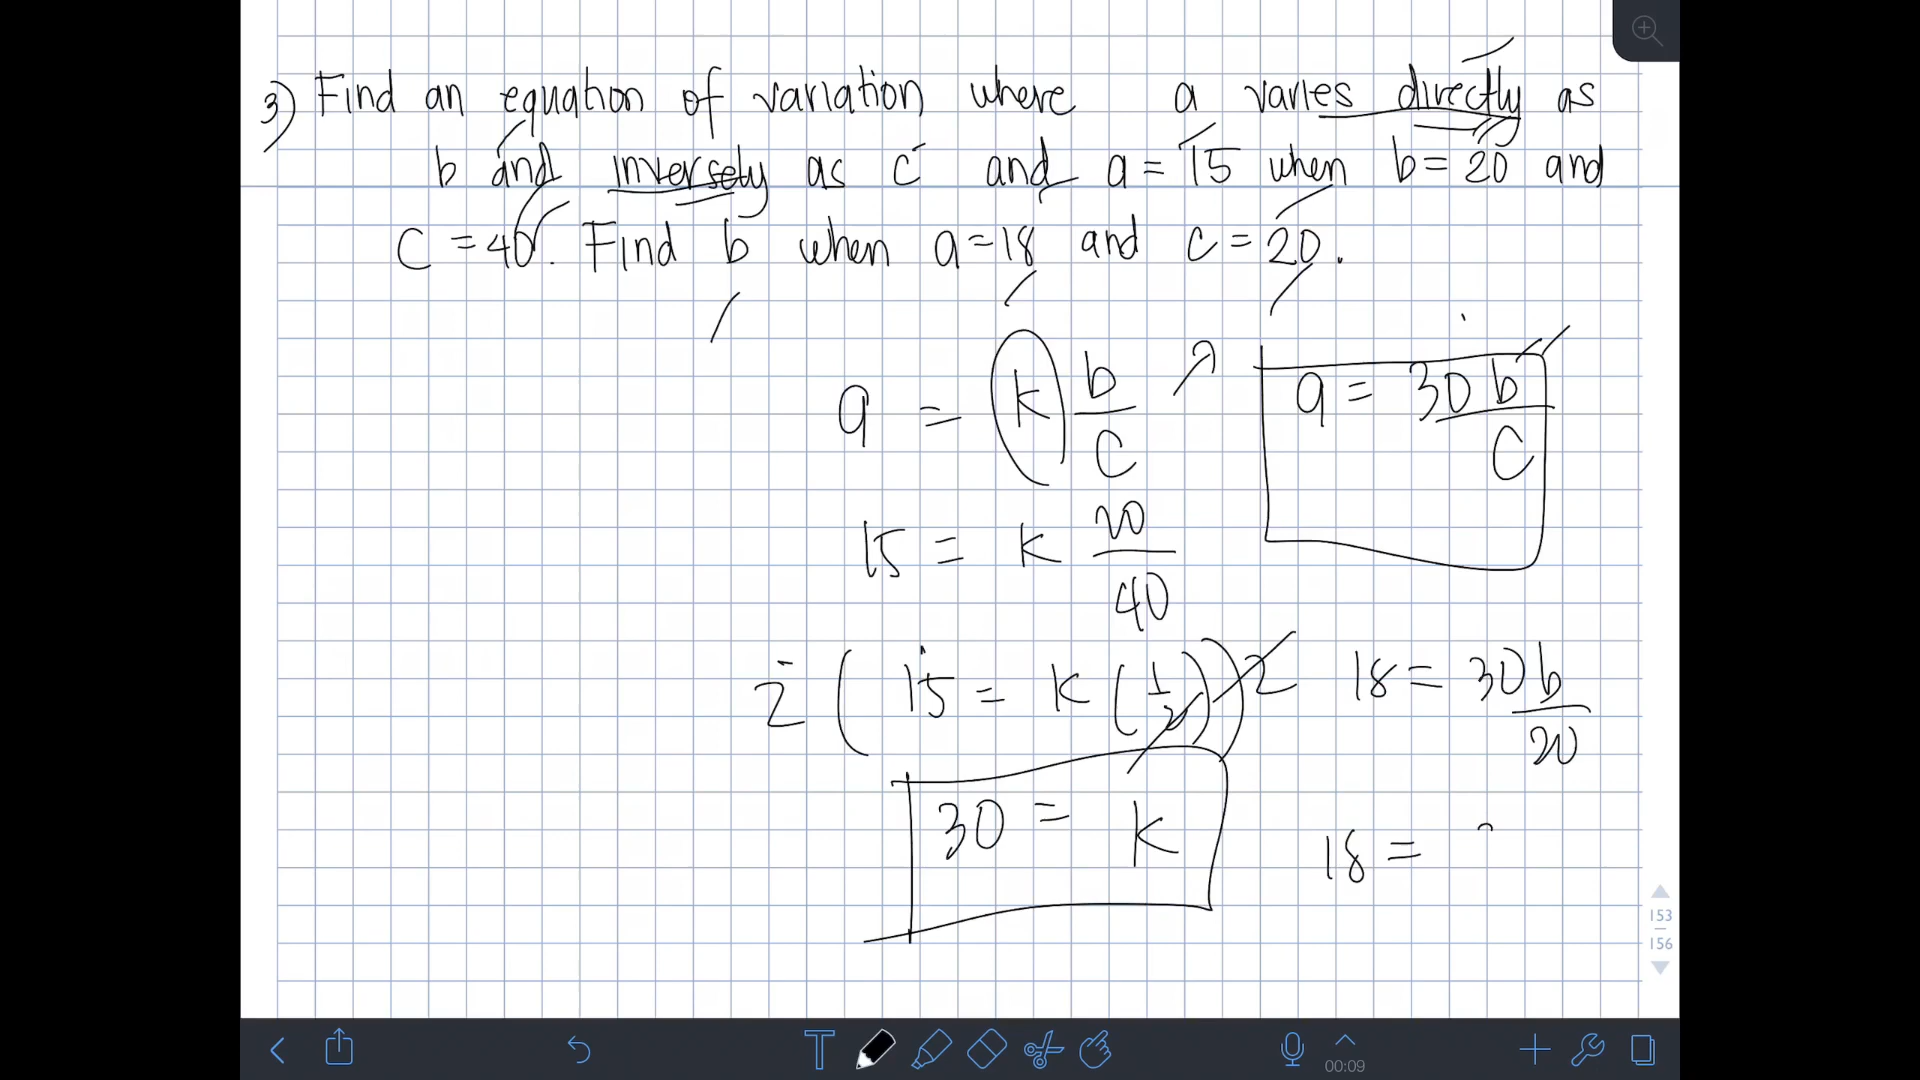 3) Find an equation of variation where a varies directly as
b and inversely as c and a = 15 when b = 20 and
C = 40. Find b when a = 18 and c = 20.
a = k b/C
a = 30b/C
15 = k 20/40
2 ( 15 = k (1/2) ) 2
18 = 30b/20
30 = k
18 =
153
156
T
00:09